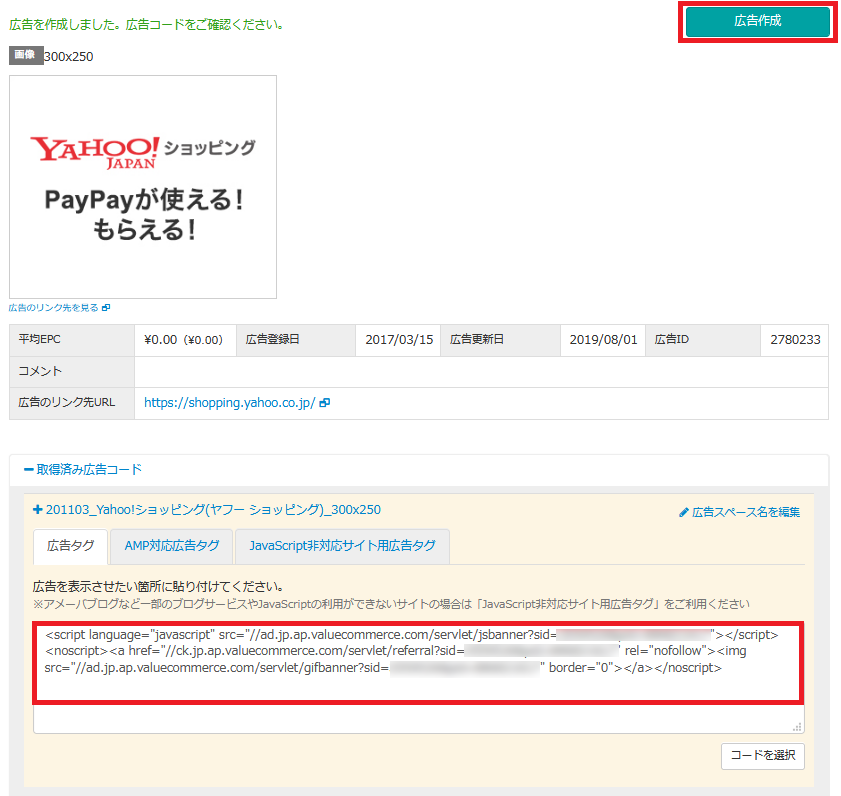 広告を作成しました。広告コードをご確認ください。
広告作成
画像 300x250
YAHOO! JAPAN ショッピング
PayPayが使える！
もらえる！
広告のリンク先を見る
平均EPC ¥0.00 (¥0.00) 広告登録日 2017/03/15 広告更新日 2019/08/01 広告ID 2780233
コメント
広告のリンク先URL https://shopping.yahoo.co.jp/
取得済み広告コード
201103_Yahoo!ショッピング(ヤフー ショッピング)_300x250 広告スペース名を編集
広告タグ AMP対応広告タグ JavaScript非対応サイト用広告タグ
広告を表示させたい箇所に貼り付けてください。
※アメーバブログなど一部のブログサービスやJavaScriptの利用ができないサイトの場合は「JavaScript非対応サイト用広告タグ」をご利用ください
<script language="javascript" src="//ad.jp.ap.valuecommerce.com/servlet/jsbanner?sid= "></script>
<noscript><a href="//ck.jp.ap.valuecommerce.com/servlet/referral?sid= " rel="nofollow"><img
src="//ad.jp.ap.valuecommerce.com/servlet/gifbanner?sid= " border="0"></a></noscript>
コードを選択